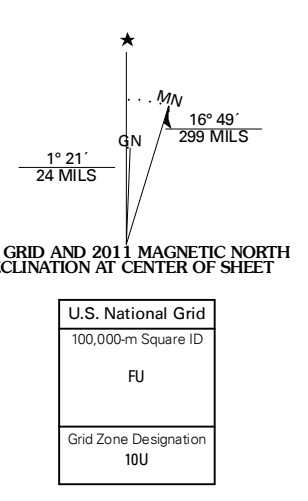 ★
MN
GN
16° 49´
299 MILS
1° 21´
24 MILS
GRID AND 2011 MAGNETIC NORTH
CLINATION AT CENTER OF SHEET
U.S. National Grid
100,000-m Square ID
FU
Grid Zone Designation
10U